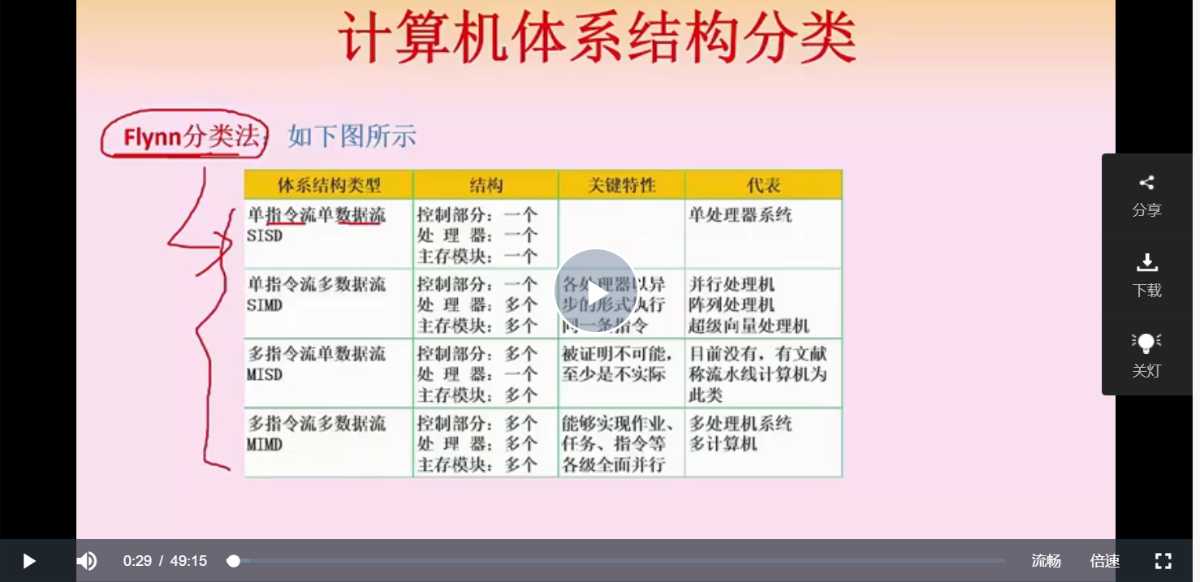 计算机体系结构分类
Flynn分类法：如下图所示
体系结构类型 结构 关键特性 代表
单指令流单数据流
SISD
控制部分：一个
处 理 器：一个
主存模块：一个
单处理器系统
单指令流多数据流
SIMD
控制部分：一个
处 理 器：多个
主存模块：多个
各处理器以异
步的形式执行
同一条指令
并行处理机
阵列处理机
超级向量处理机
多指令流单数据流
MISD
控制部分：多个
处 理 器：一个
主存模块：多个
被证明不可能，
至少是不实际
目前没有，有文献
称流水线计算机为
此类
多指令流多数据流
MIMD
控制部分：多个
处 理 器：多个
主存模块：多个
能够实现作业、
任务、指令等
各级全面并行
多处理机系统
多计算机
分享
下载
关灯
0:29 / 49:15
流畅 倍速